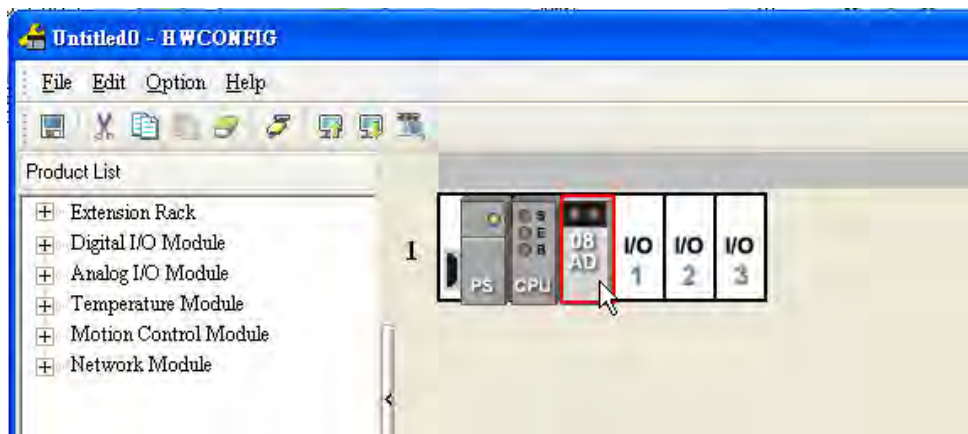 Untitled0 - HWCONFIG
File Edit Option Help
Product List
Extension Rack
Digital I/O Module
Analog I/O Module
Temperature Module
Motion Control Module
Network Module
1
PS
S
E
B
CPU
08
AD
I/O
1
I/O
2
I/O
3